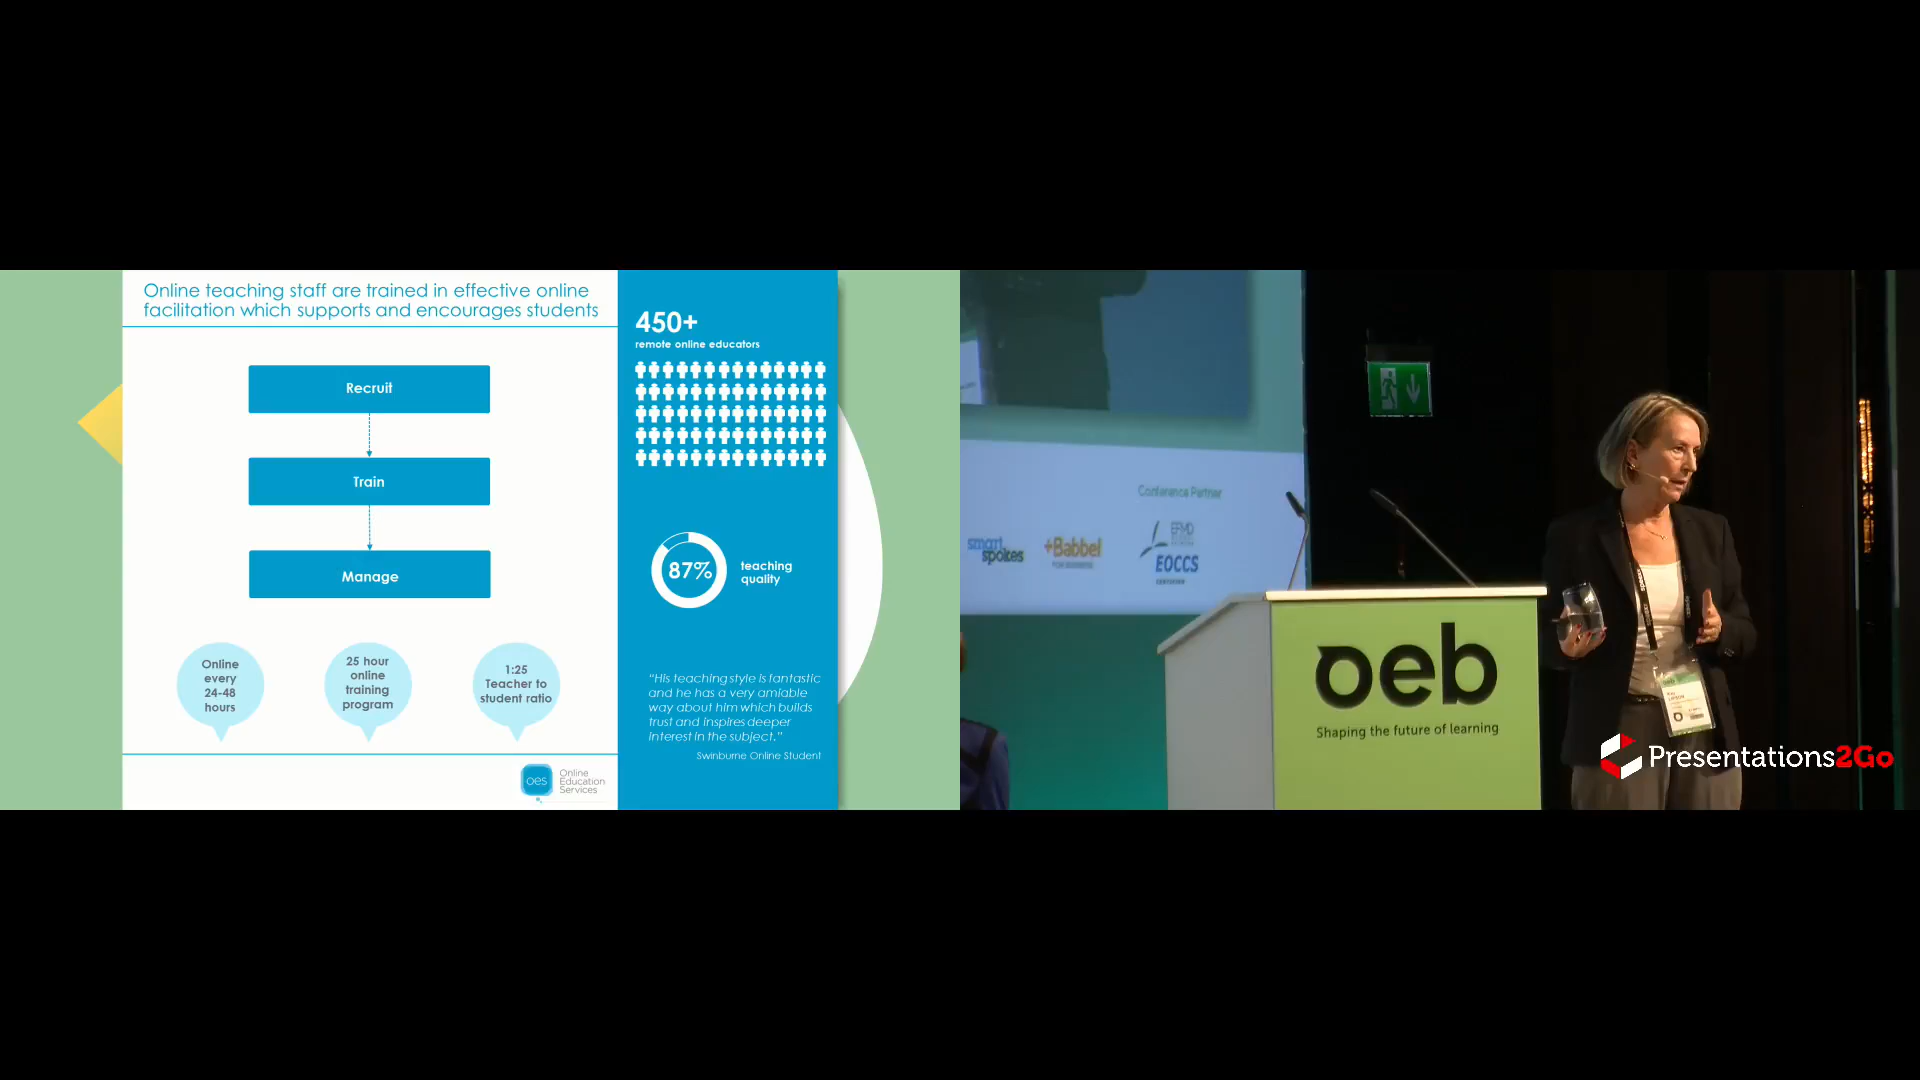 Online teaching staff are trained in effective online
facilitation which supports and encourages students
Recruit
Train
Manage
Online
every
24-48
hours
25 hour
online
training
program
1:25
Teacher to
student ratio
oes
Online
Education
Services
450+
remote online educators
87%
teaching
quality
“His teaching style is fantastic
and he has a very amiable
way about him which builds
trust and inspires deeper
interest in the subject.”
Swinburne Online Student
Conference Partner
smart
spokes
+Babbel
FOR BUSINESS
EFMD
EOCCS
oeb
Shaping the future of learning
Presentations2Go